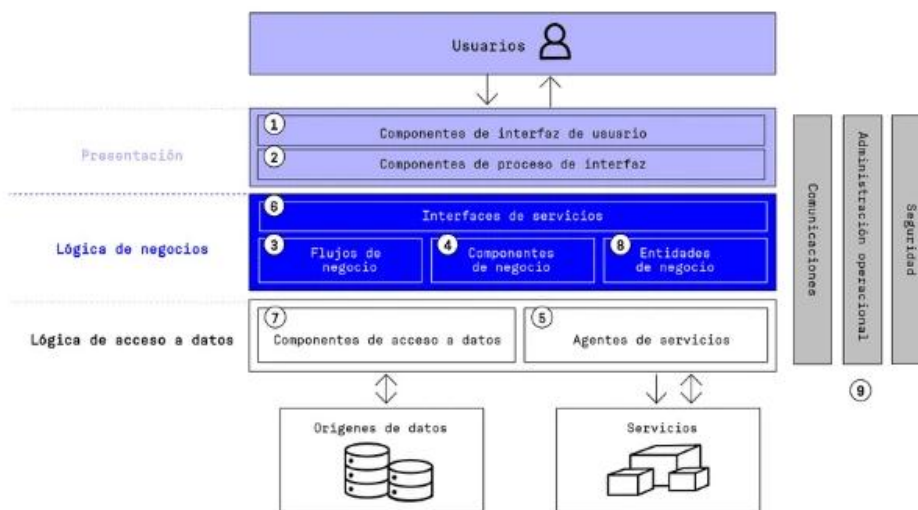 Usuarios
Presentación
1
Componentes de interfaz de usuario
2
Componentes de proceso de interfaz
Lógica de negocios
6
Interfaces de servicios
3
Flujos de
negocio
4
Componentes
de negocio
8
Entidades
de negocio
Lógica de acceso a datos
7
Componentes de acceso a datos
5
Agentes de servicios
Orígenes de datos
Servicios
Comunicaciones
Administración operacional
Seguridad
9